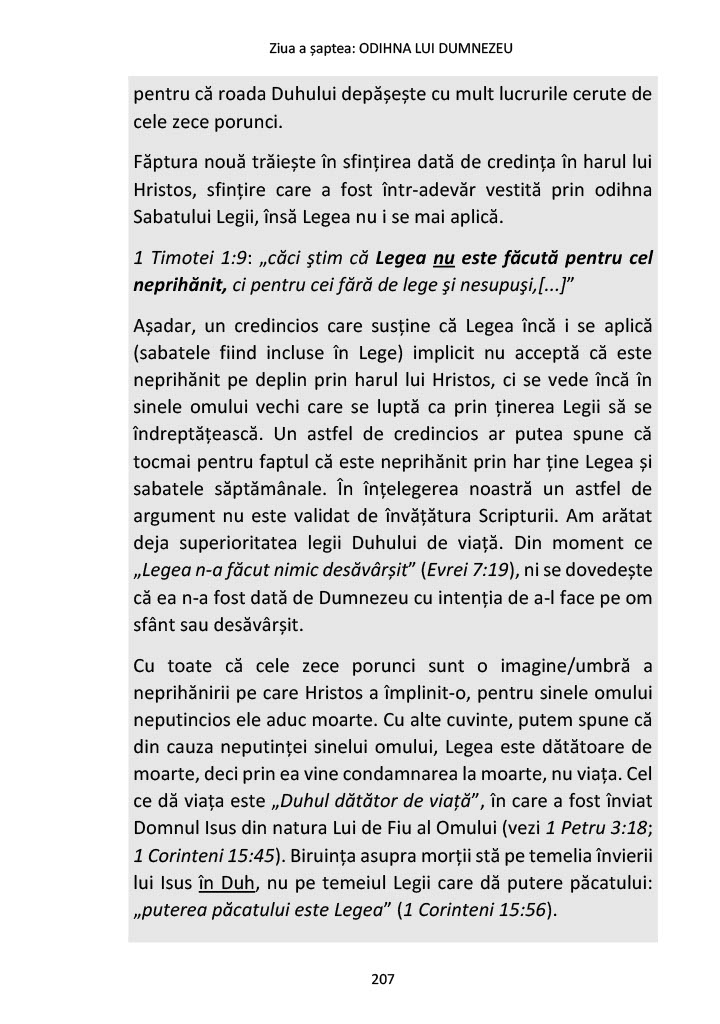 Ziua a șaptea: ODIHNA LUI DUMNEZEU
pentru că roada Duhului depășește cu mult lucrurile cerute de
cele zece porunci.
Făptura nouă trăiește în sfințirea dată de credința în harul lui
Hristos, sfințire care a fost într-adevăr vestită prin odihna
Sabatului Legii, însă Legea nu i se mai aplică.
1 Timotei 1:9: „căci ştim că Legea nu este făcută pentru cel
neprihănit, ci pentru cei fără de lege şi nesupuşi,[...]”
Așadar, un credincios care susține că Legea încă i se aplică
(sabatele fiind incluse în Lege) implicit nu acceptă că este
neprihănit pe deplin prin harul lui Hristos, ci se vede încă în
sinele omului vechi care se luptă ca prin ținerea Legii să se
îndreptățească. Un astfel de credincios ar putea spune că
tocmai pentru faptul că este neprihănit prin har ține Legea și
sabatele săptămânale. În înțelegerea noastră un astfel de
argument nu este validat de învățătura Scripturii. Am arătat
deja superioritatea legii Duhului de viață. Din moment ce
„Legea n-a făcut nimic desăvârșit” (Evrei 7:19), ni se dovedește
că ea n-a fost dată de Dumnezeu cu intenția de a-l face pe om
sfânt sau desăvârșit.
Cu toate că cele zece porunci sunt o imagine/umbră a
neprihănirii pe care Hristos a împlinit-o, pentru sinele omului
neputincios ele aduc moarte. Cu alte cuvinte, putem spune că
din cauza neputinței sinelui omului, Legea este dătătoare de
moarte, deci prin ea vine condamnarea la moarte, nu viața. Cel
ce dă viața este „Duhul dătător de viață”, în care a fost înviat
Domnul Isus din natura Lui de Fiu al Omului (vezi 1 Petru 3:18;
1 Corinteni 15:45). Biruința asupra morții stă pe temelia învierii
lui Isus în Duh, nu pe temeiul Legii care dă putere păcatului:
„puterea păcatului este Legea” (1 Corinteni 15:56).
207